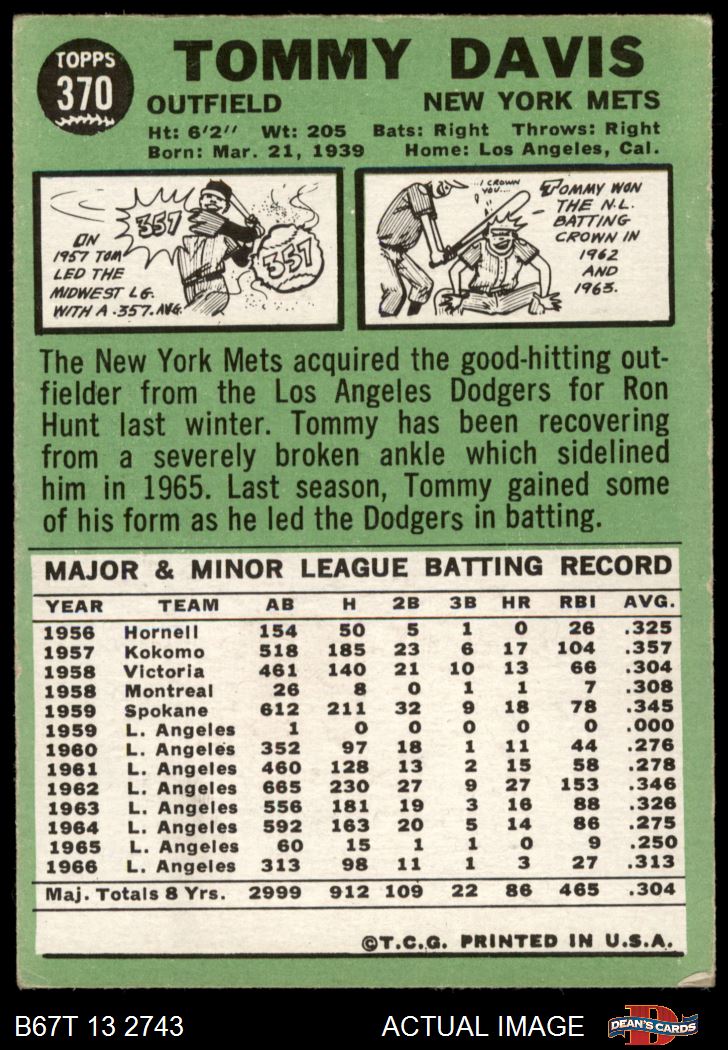 TOPPS
370
TOMMY DAVIS
OUTFIELD NEW YORK METS
Ht: 6'2" Wt: 205 Bats: Right Throws: Right
Born: Mar. 21, 1939 Home: Los Angeles, Cal.
357
IN
1957 TOM
LED THE
MIDWEST LG.
WITH A .357. AVG.
357
I CROWN
YOU...
TOMMY WON
THE N.L.
BATTING
CROWN IN
1962
AND
1963.
The New York Mets acquired the good-hitting out-
fielder from the Los Angeles Dodgers for Ron
Hunt last winter. Tommy has been recovering
from a severely broken ankle which sidelined
him in 1965. Last season, Tommy gained some
of his form as he led the Dodgers in batting.
MAJOR & MINOR LEAGUE BATTING RECORD
YEAR TEAM AB H 2B 3B HR RBI AVG.
1956 Hornell 154 50 5 1 0 26 .325
1957 Kokomo 518 185 23 6 17 104 .357
1958 Victoria 461 140 21 10 13 66 .304
1958 Montreal 26 8 0 1 1 7 .308
1959 Spokane 612 211 32 9 18 78 .345
1959 L. Angeles 1 0 0 0 0 0 .000
1960 L. Angeles 352 97 18 1 11 44 .276
1961 L. Angeles 460 128 13 2 15 58 .278
1962 L. Angeles 665 230 27 9 27 153 .346
1963 L. Angeles 556 181 19 3 16 88 .326
1964 L. Angeles 592 163 20 5 14 86 .275
1965 L. Angeles 60 15 1 1 0 9 .250
1966 L. Angeles 313 98 11 1 3 27 .313
Maj. Totals 8 Yrs. 2999 912 109 22 86 465 .304
©T.C.G. PRINTED IN U.S.A.
B67T 13 2743 ACTUAL IMAGE
DEAN'S CARDS